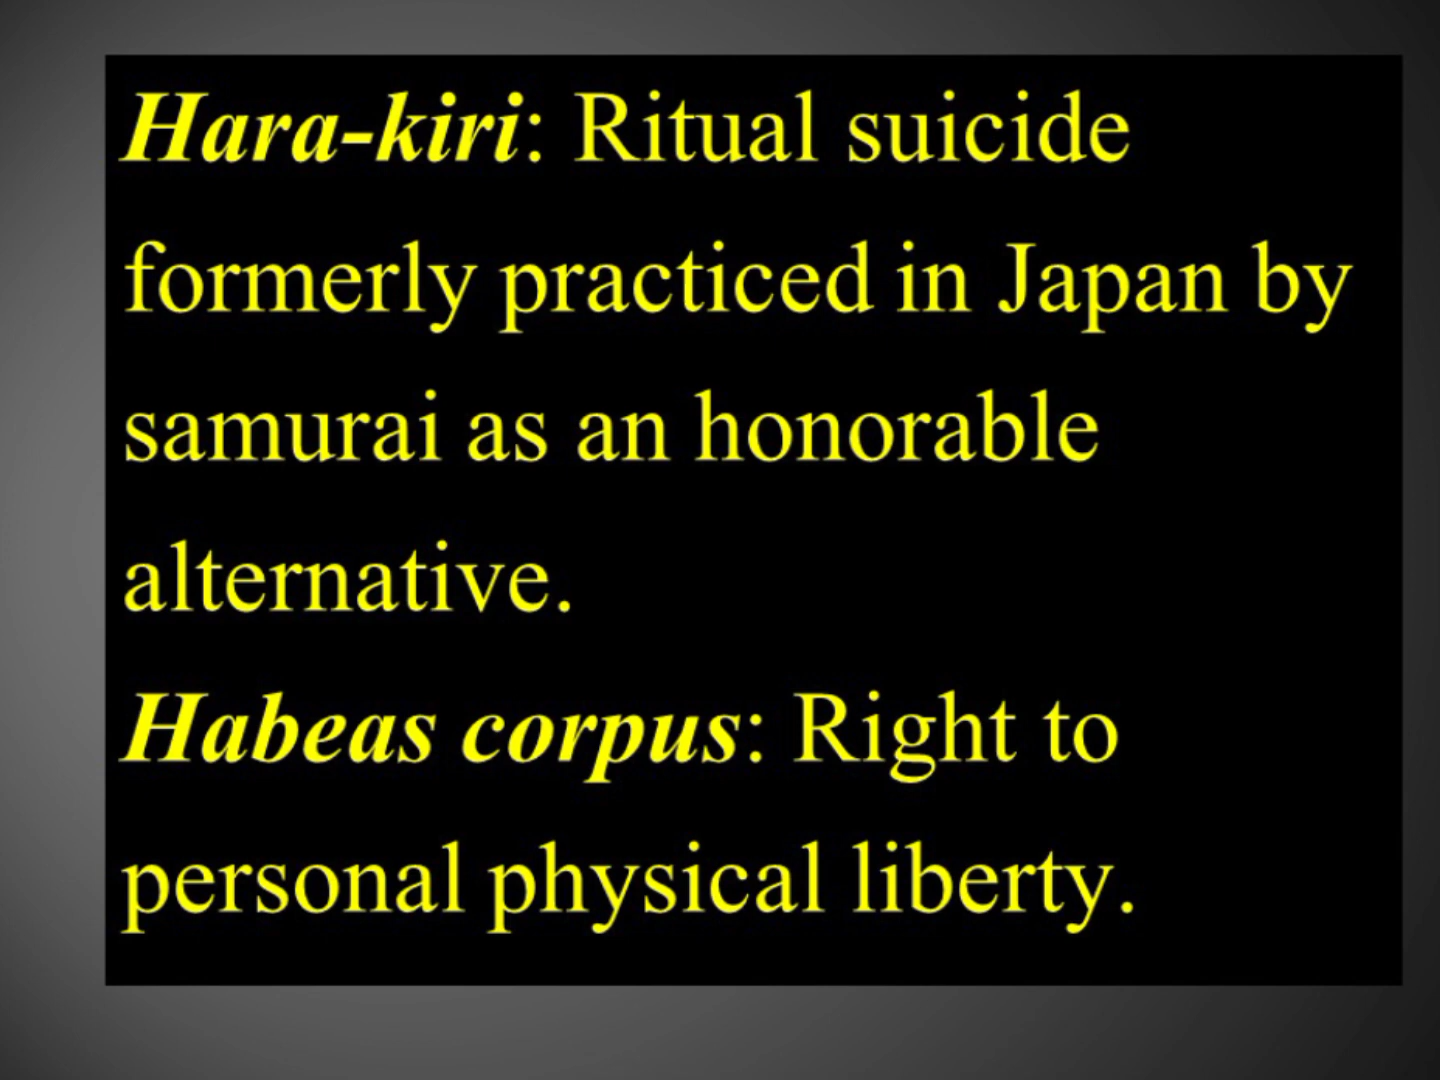 Hara-kiri: Ritual suicide
formerly practiced in Japan by
samurai as an honorable
alternative.
Habeas corpus: Right to
personal physical liberty.